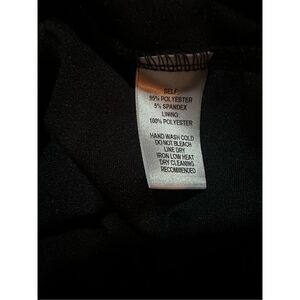 SELF:
95% POLYESTER
5% SPANDEX
LINING:
100% POLYESTER
HAND WASH COLD
DO NOT BLEACH
LINE DRY
IRON LOW HEAT
DRY CLEANING
RECOMMENDED